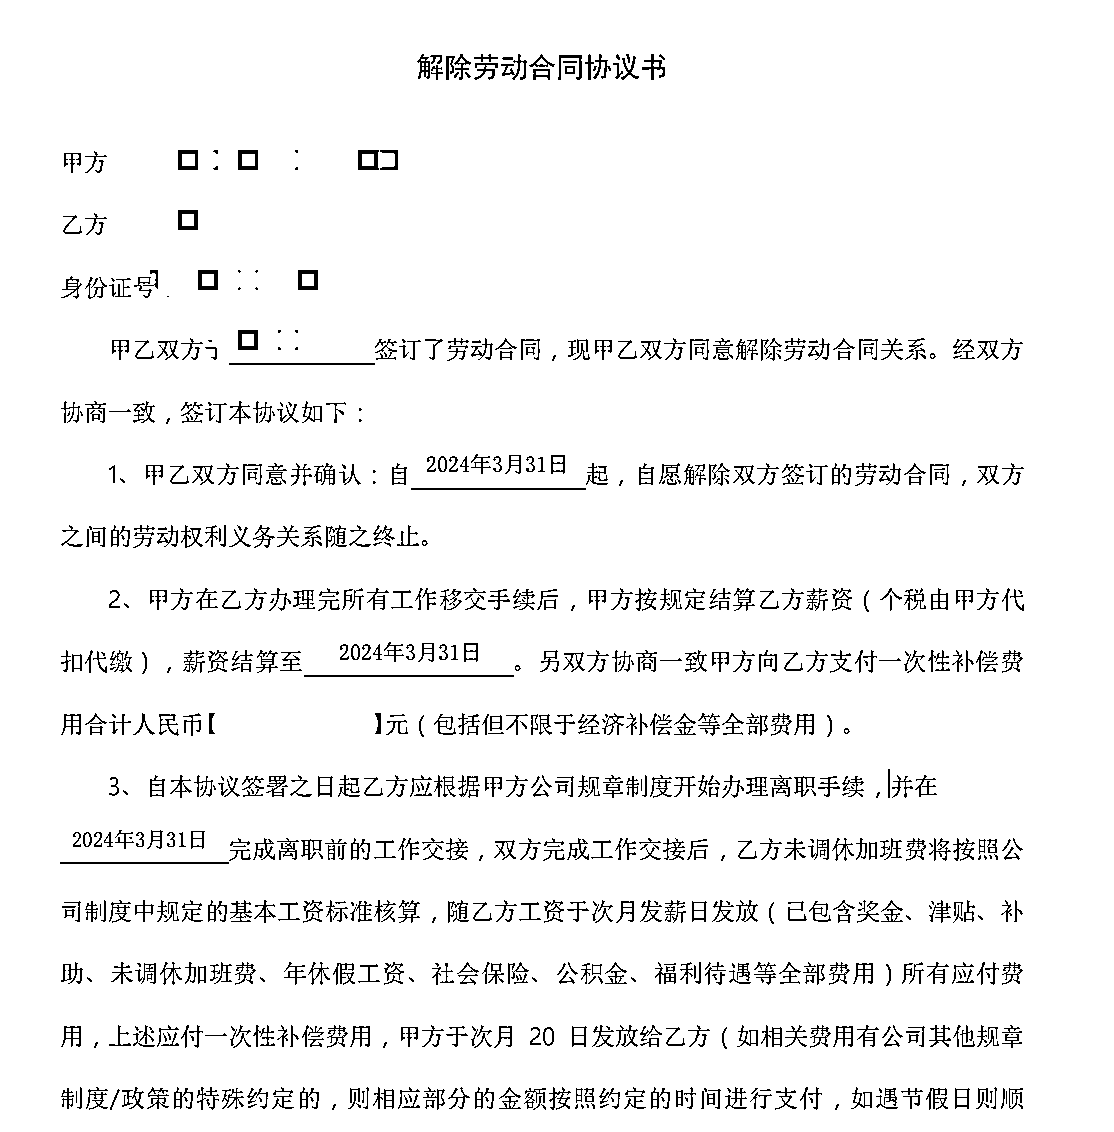 解除劳动合同协议书
甲方
乙方
身份证号
甲乙双方 签订了劳动合同，现甲乙双方同意解除劳动合同关系。经双方
协商一致，签订本协议如下：
1、甲乙双方同意并确认：自2024年3月31日起，自愿解除双方签订的劳动合同，双方
之间的劳动权利义务关系随之终止。
2、甲方在乙方办理完所有工作移交手续后，甲方按规定结算乙方薪资（个税由甲方代
扣代缴），薪资结算至2024年3月31日。另双方协商一致甲方向乙方支付一次性补偿费
用合计人民币【 】元（包括但不限于经济补偿金等全部费用）。
3、自本协议签署之日起乙方应根据甲方公司规章制度开始办理离职手续，并在
2024年3月31日完成离职前的工作交接，双方完成工作交接后，乙方未调休加班费将按照公
司制度中规定的基本工资标准核算，随乙方工资于次月发薪日发放（已包含奖金、津贴、补
助、未调休加班费、年休假工资、社会保险、公积金、福利待遇等全部费用）所有应付费
用，上述应付一次性补偿费用，甲方于次月 20 日发放给乙方（如相关费用有公司其他规章
制度/政策的特殊约定的，则相应部分的金额按照约定的时间进行支付，如遇节假日则顺